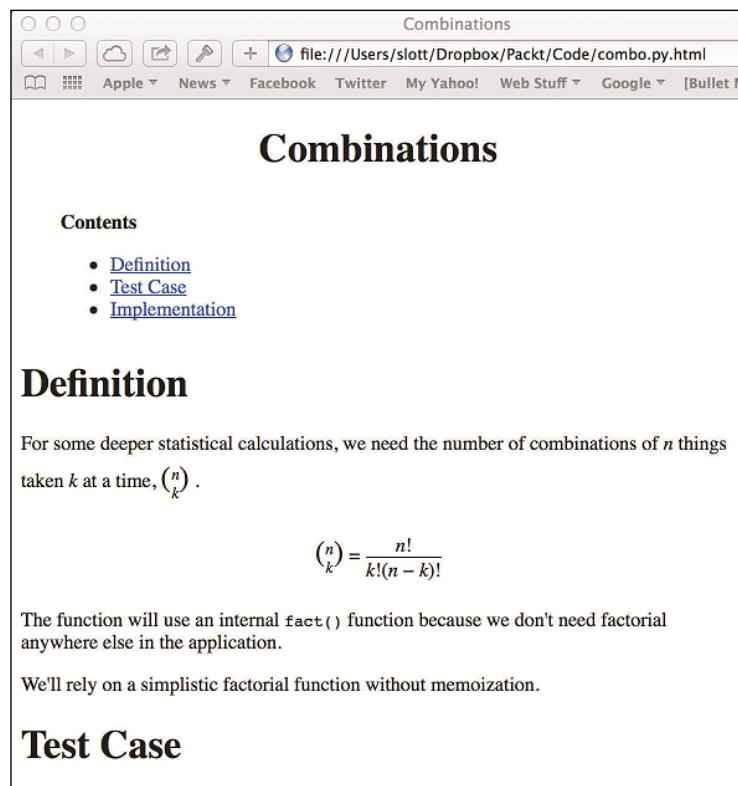 Combinations
file:///Users/slott/Dropbox/Packt/Code/combo.py.html
Apple News Facebook Twitter My Yahoo! Web Stuff Google [Bullet
Combinations
Contents
• Definition
• Test Case
• Implementation
Definition
For some deeper statistical calculations, we need the number of combinations of n things
taken k at a time, (n k) .
(n k) = n! / k!(n − k)!
The function will use an internal fact() function because we don't need factorial
anywhere else in the application.
We'll rely on a simplistic factorial function without memoization.
Test Case